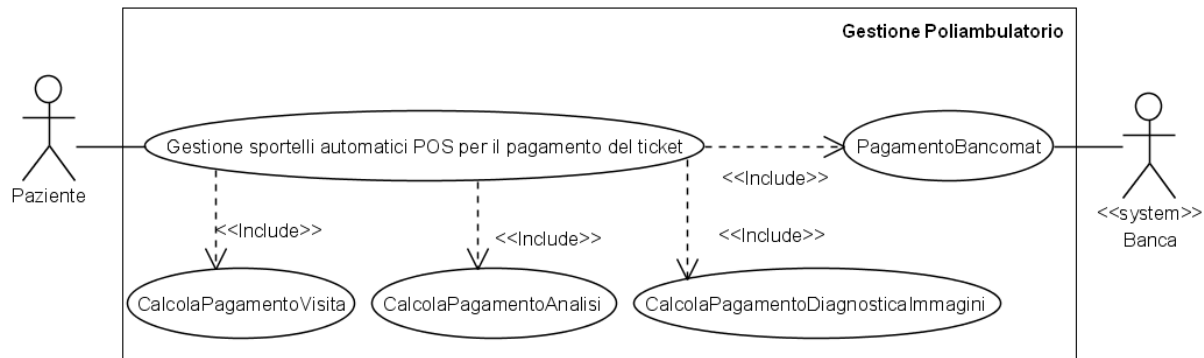 Gestione Poliambulatorio
Gestione sportelli automatici POS per il pagamento del ticket
PagamentoBancomat
<<Include>>
Paziente
<<system>>
Banca
<<Include>>
<<Include>>
<<Include>>
CalcolaPagamentoVisita
CalcolaPagamentoAnalisi
CalcolaPagamentoDiagnosticaImmagini